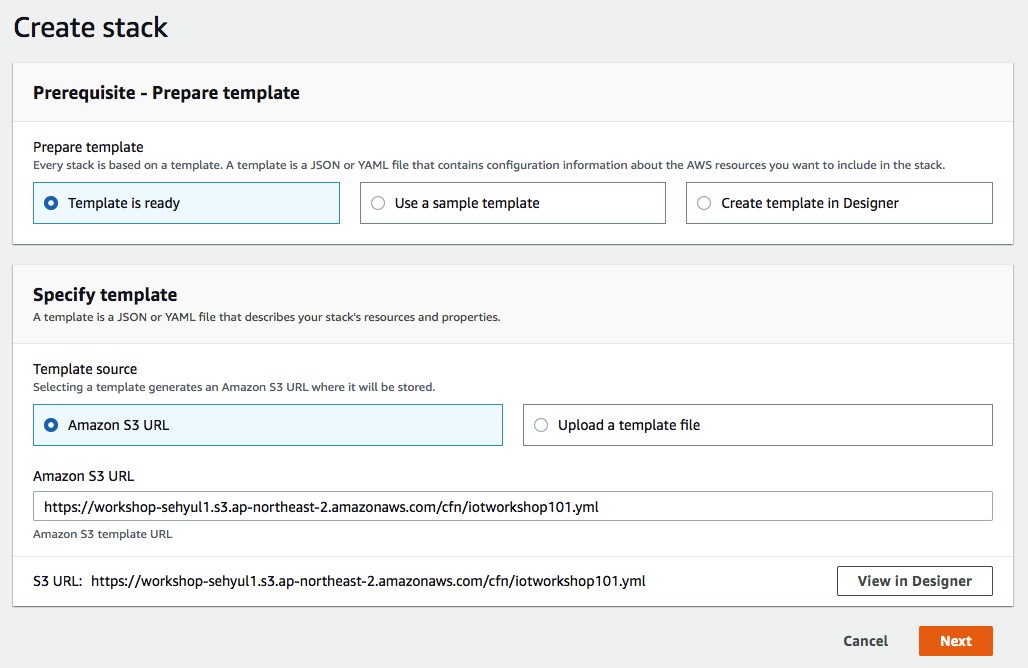 Create stack
Prerequisite - Prepare template
Prepare template
Every stack is based on a template. A template is a JSON or YAML file that contains configuration information about the AWS resources you want to include in the stack.
Template is ready
Use a sample template
Create template in Designer
Specify template
A template is a JSON or YAML file that describes your stack's resources and properties.
Template source
Selecting a template generates an Amazon S3 URL where it will be stored.
Amazon S3 URL
Upload a template file
Amazon S3 URL
https://workshop-sehyul1.s3.ap-northeast-2.amazonaws.com/cfn/iotworkshop101.yml
Amazon S3 template URL
S3 URL: https://workshop-sehyul1.s3.ap-northeast-2.amazonaws.com/cfn/iotworkshop101.yml
View in Designer
Cancel
Next